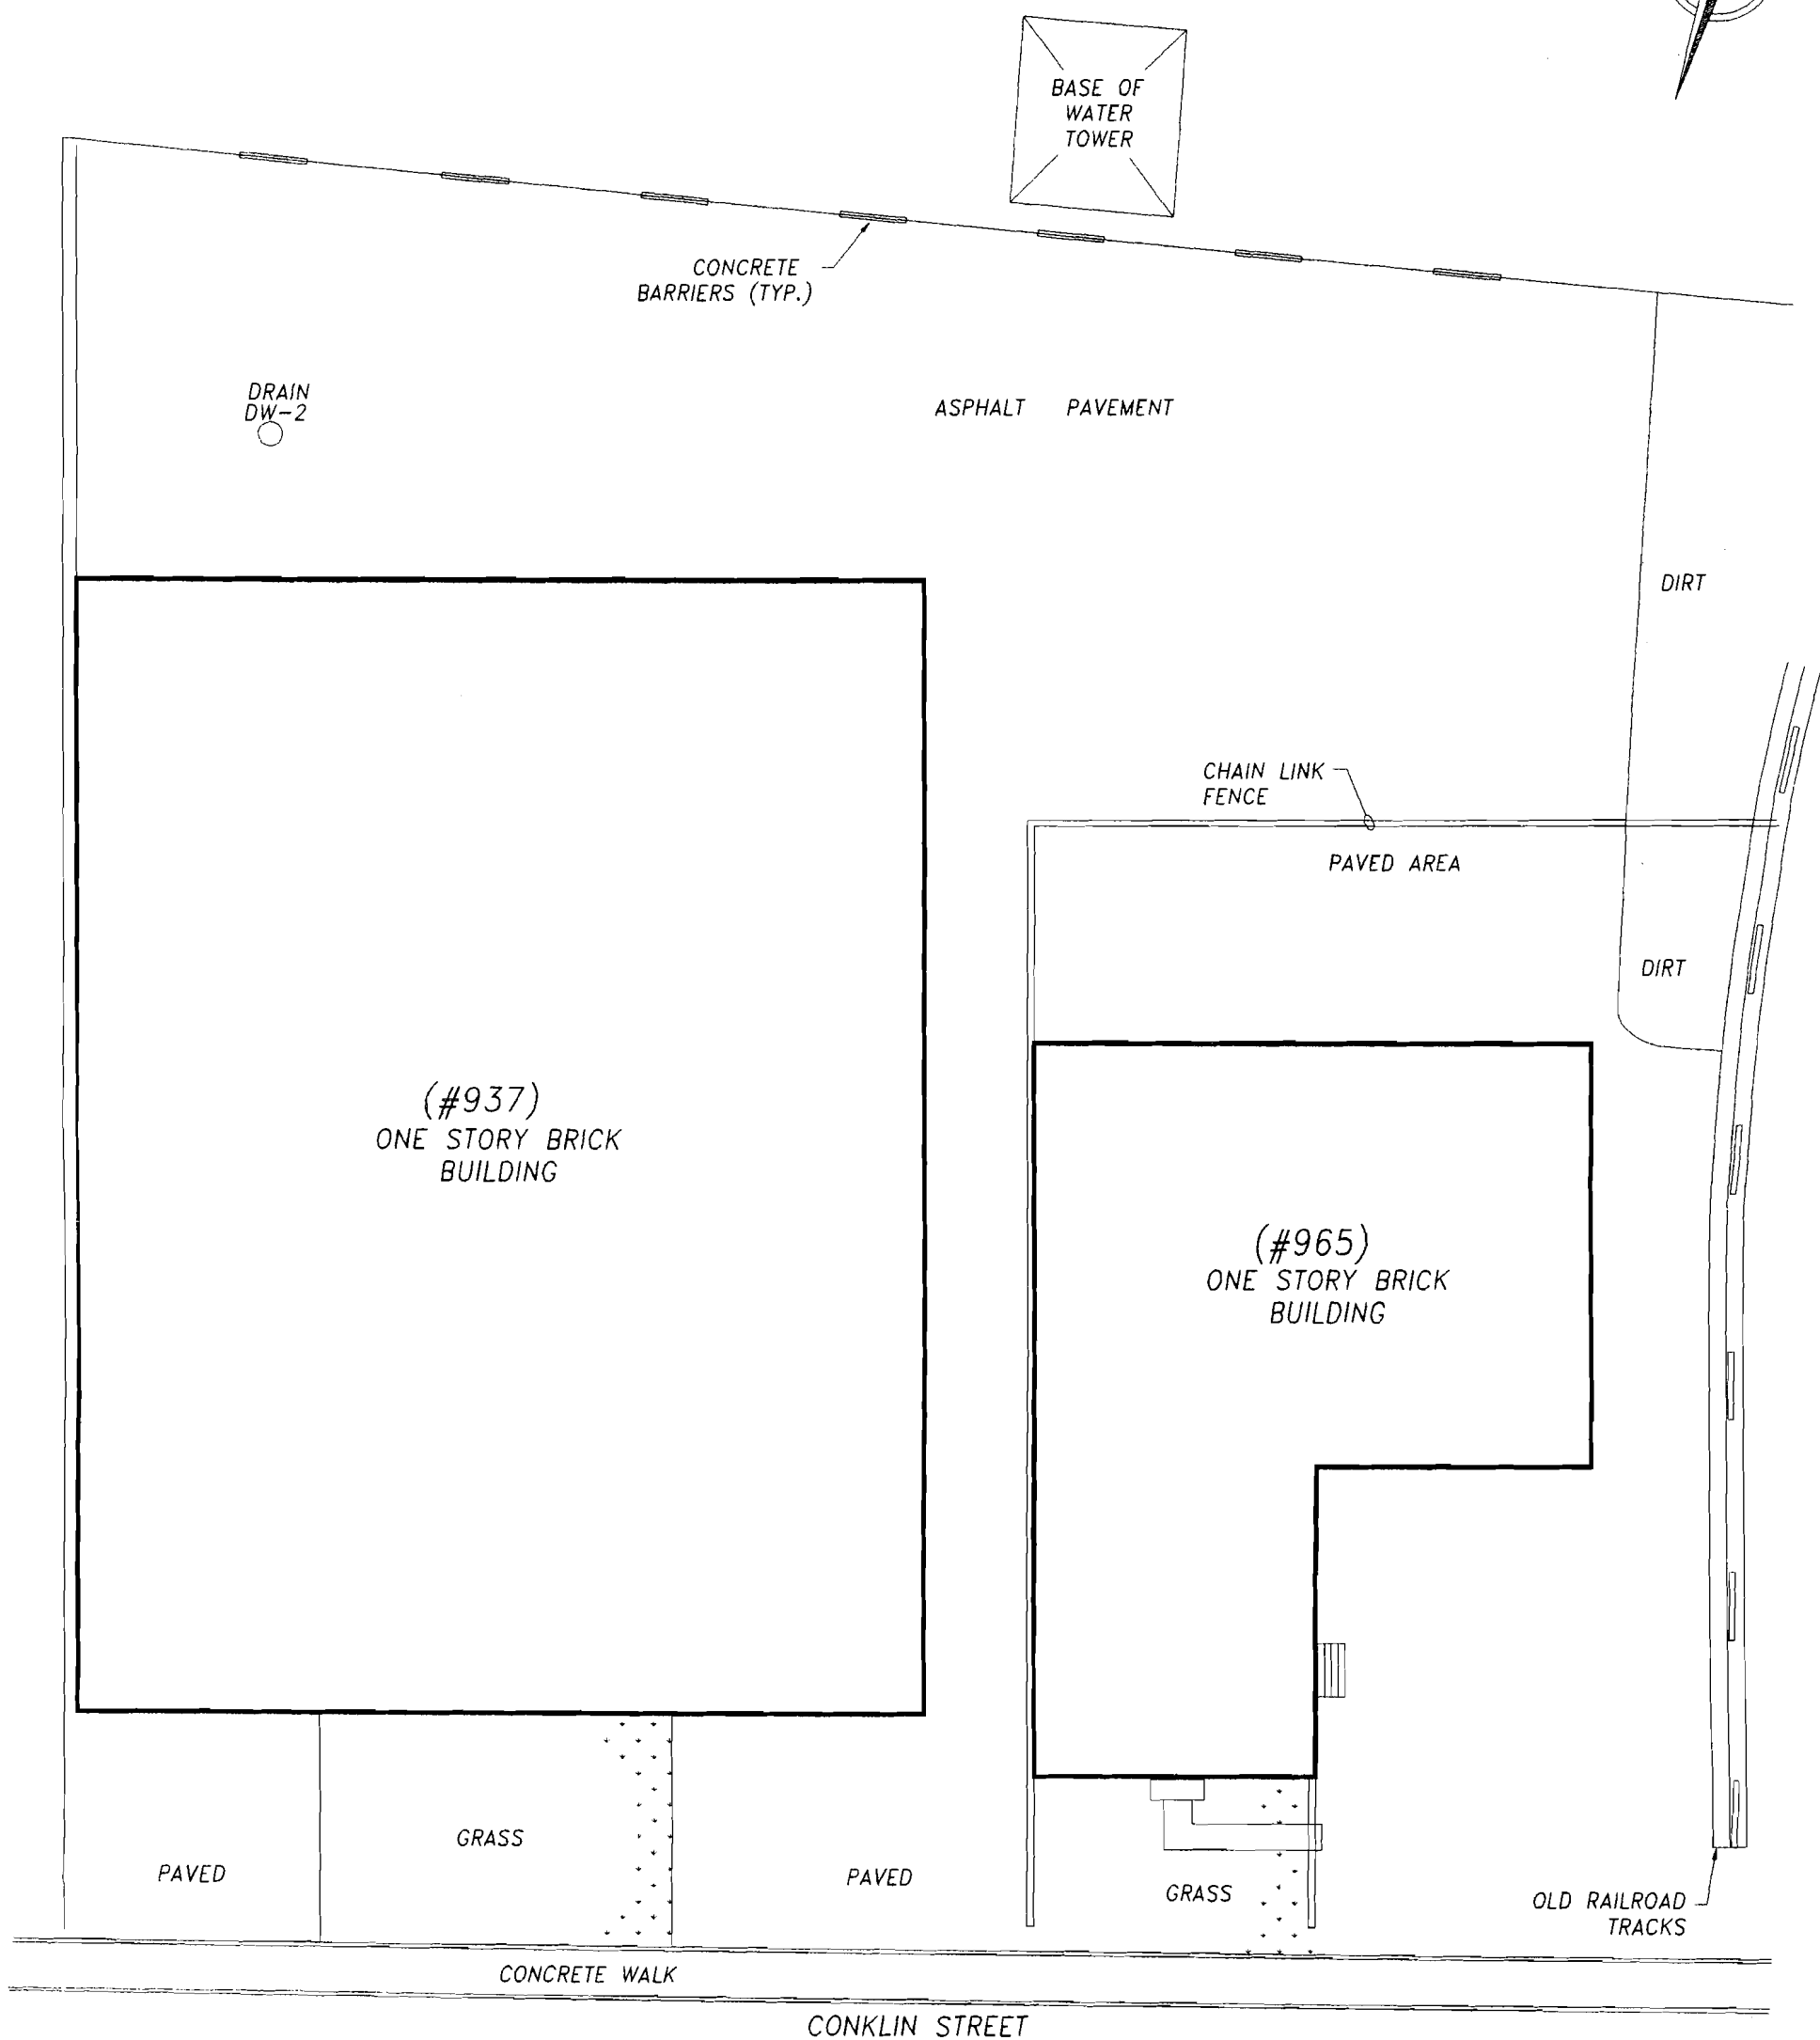 BASE OF
WATER
TOWER
CONCRETE
BARRIERS (TYP.)
DRAIN
DW-2
ASPHALT PAVEMENT
DIRT
CHAIN LINK
FENCE
PAVED AREA
DIRT
(#937)
ONE STORY BRICK
BUILDING
(#965)
ONE STORY BRICK
BUILDING
GRASS
PAVED
PAVED
GRASS
OLD RAILROAD
TRACKS
CONCRETE WALK
CONKLIN STREET